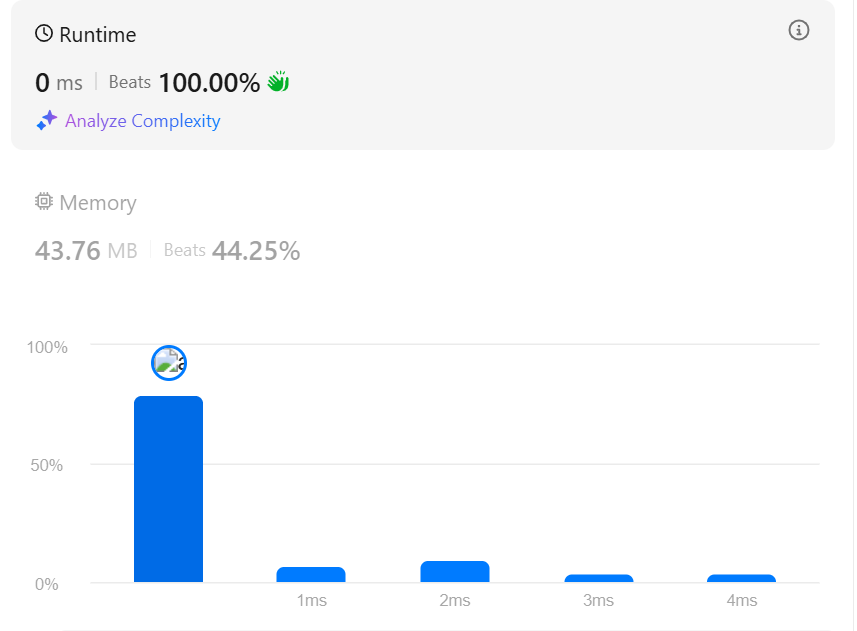 Runtime
0 ms Beats 100.00%
Analyze Complexity
Memory
43.76 MB Beats 44.25%
100%
50%
0%
1ms 2ms 3ms 4ms